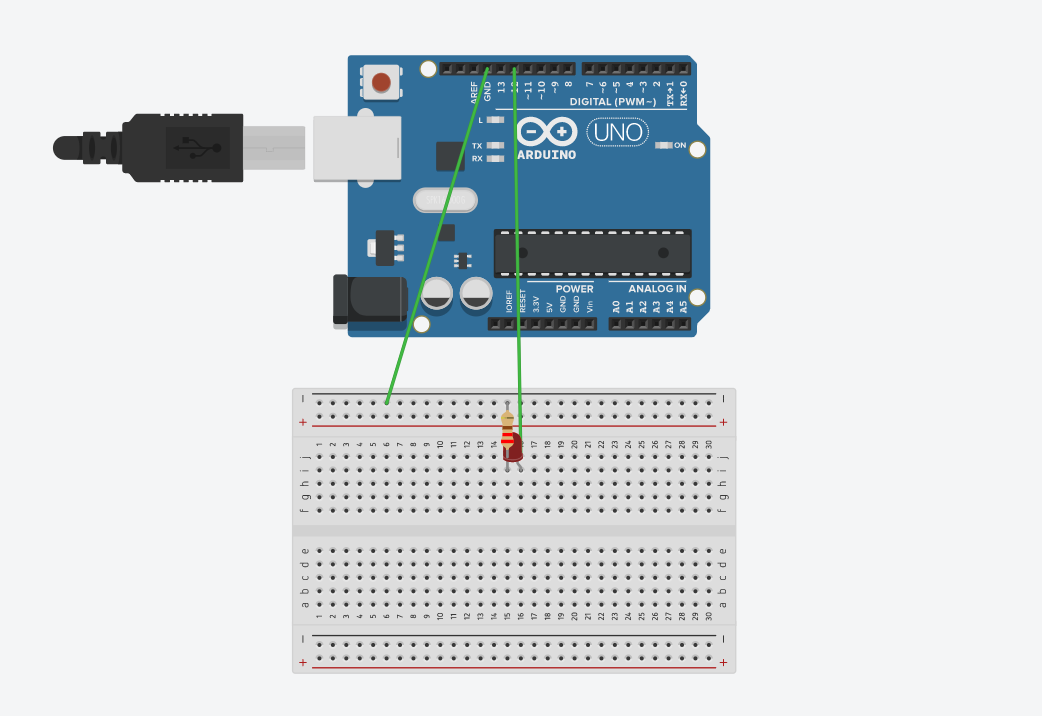 AREF
GND
13
~11
~10
~9
8
7
~6
~5
4
~3
2
TX→1
RX←0
DIGITAL (PWM~)
L
TX
RX
ARDUINO
UNO
ON
POWER
ANALOG IN
IOREF
RESET
3.3V
5V
GND
GND
Vin
A0
A1
A2
A3
A4
A5
− −
+ +
1 2 3 4 5 6 7 8 9 10 11 12 13 14 17 18 19 20 21 22 23 24 25 26 27 28 29 30
j j
i i
h h
g g
f f
e e
d d
c c
b b
a a
1 2 3 4 5 6 7 8 9 10 11 12 13 14 15 16 17 18 19 20 21 22 23 24 25 26 27 28 29 30
− −
+ +